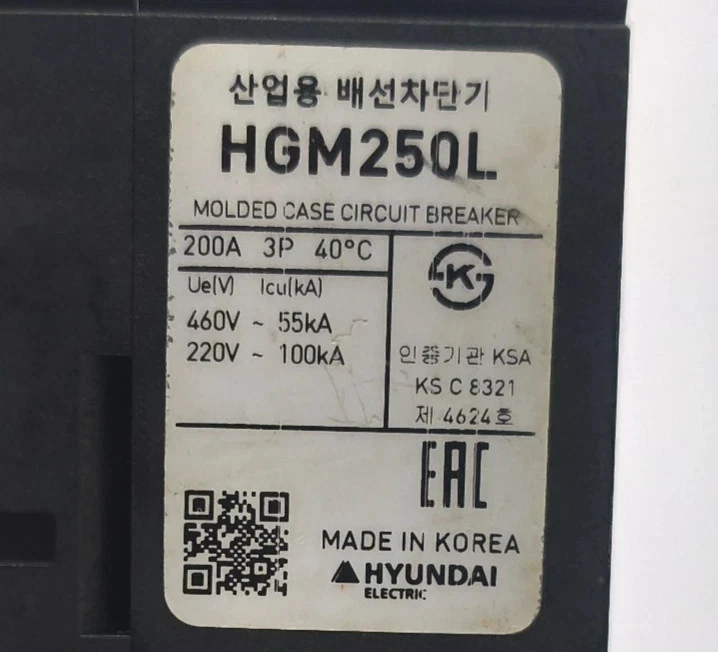 산업용 배선차단기
HGM250L
MOLDED CASE CIRCUIT BREAKER
200A 3P 40°C
Ue(V) Icu(kA)
460V ~ 55kA
220V ~ 100kA
K
인증기관 KSA
KS C 8321
제 4624호
EAC
MADE IN KOREA
HYUNDAI
ELECTRIC